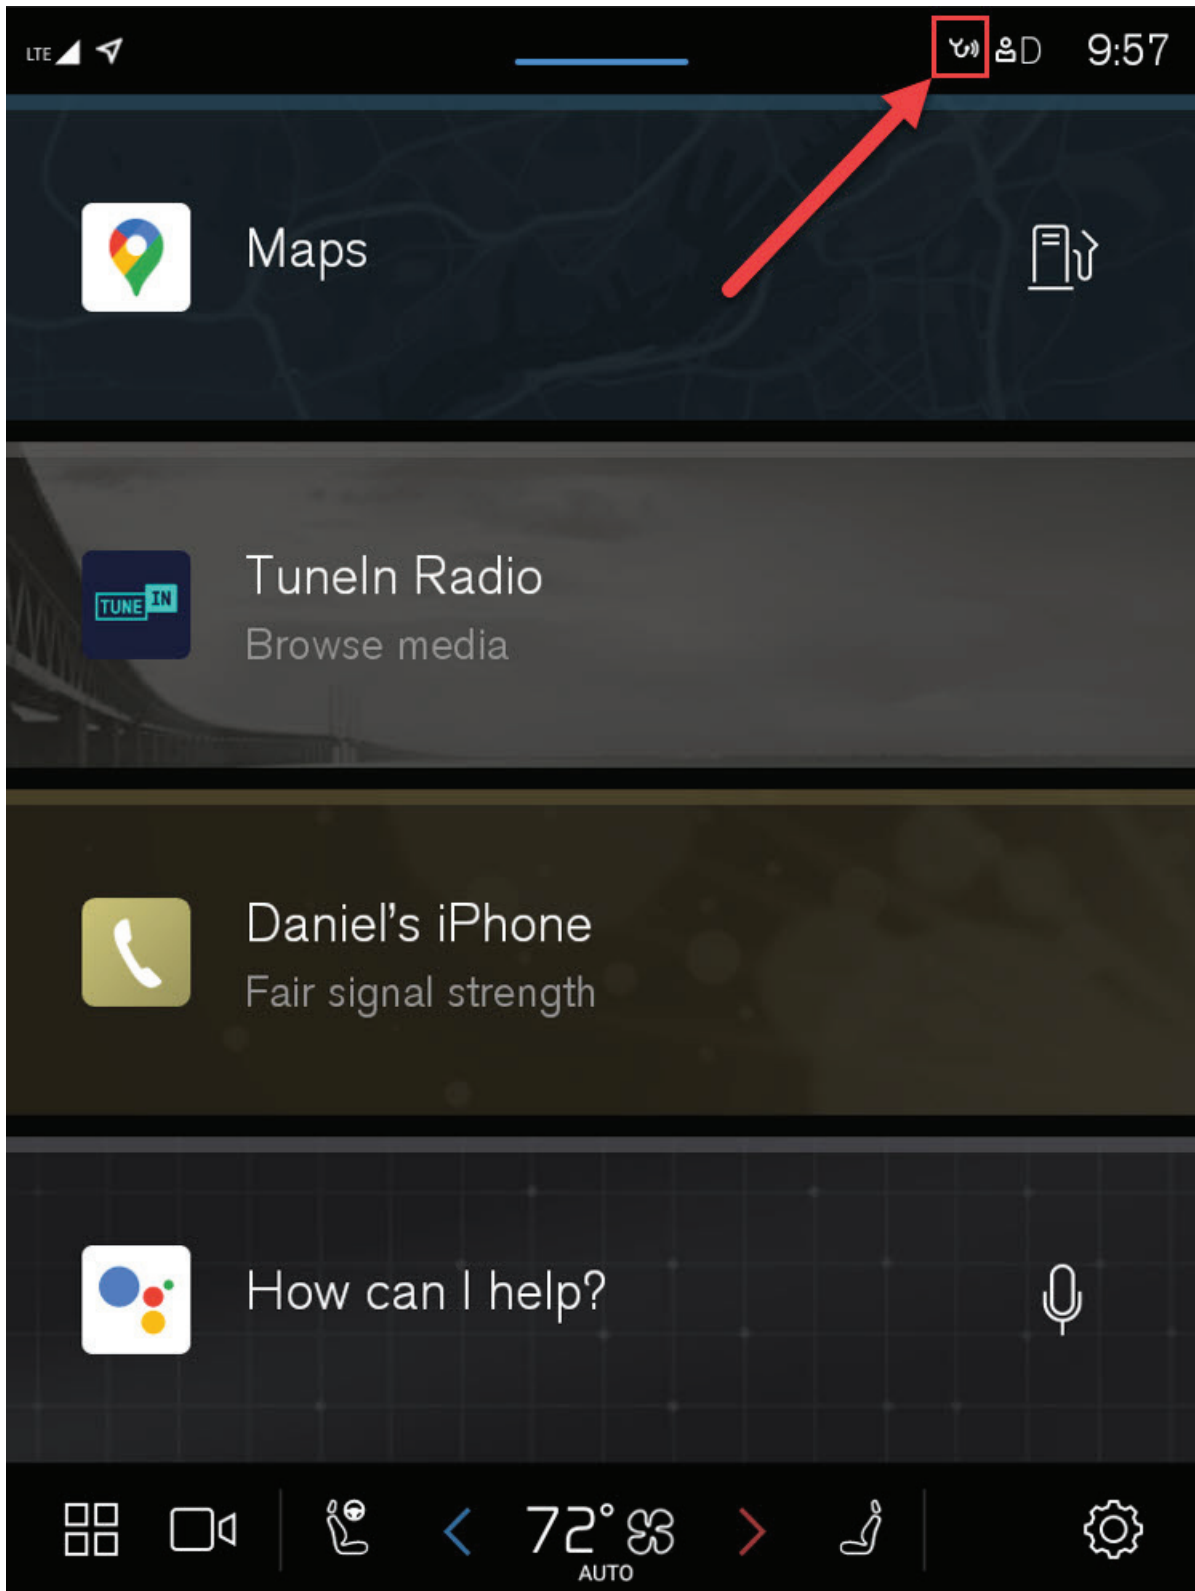 LTE
D 9:57
Maps
TUNE IN
TuneIn Radio
Browse media
Daniel's iPhone
Fair signal strength
How can I help?
72°
AUTO